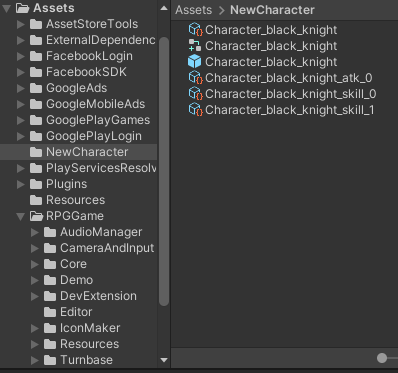 Assets
AssetStoreTools
ExternalDependenc
FacebookLogin
FacebookSDK
GoogleAds
GoogleMobileAds
GooglePlayGames
GooglePlayLogin
NewCharacter
PlayServicesResolv
Plugins
Resources
RPGGame
AudioManager
CameraAndInput
Core
Demo
DevExtension
Editor
IconMaker
Resources
Turnbase
Assets > NewCharacter
Character_black_knight
Character_black_knight
Character_black_knight
Character_black_knight_atk_0
Character_black_knight_skill_0
Character_black_knight_skill_1